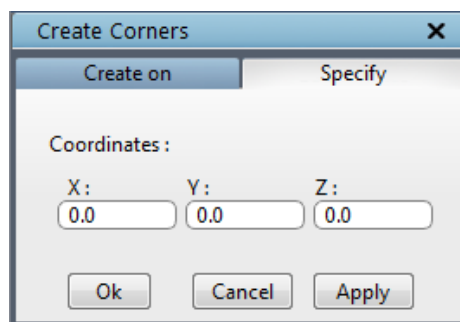 Create Corners
Create on Specify
Coordinates :
X : Y : Z :
0.0 0.0 0.0
Ok Cancel Apply